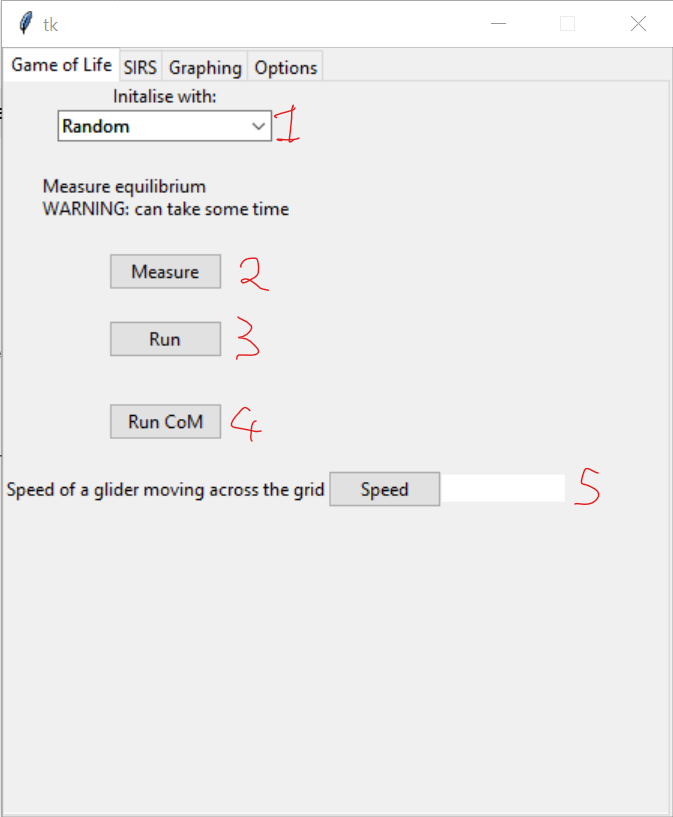 tk
Game of Life SIRS Graphing Options
Initalise with:
Random 1
Measure equilibrium
WARNING: can take some time
Measure 2
Run 3
Run CoM 4
Speed of a glider moving across the grid Speed 5